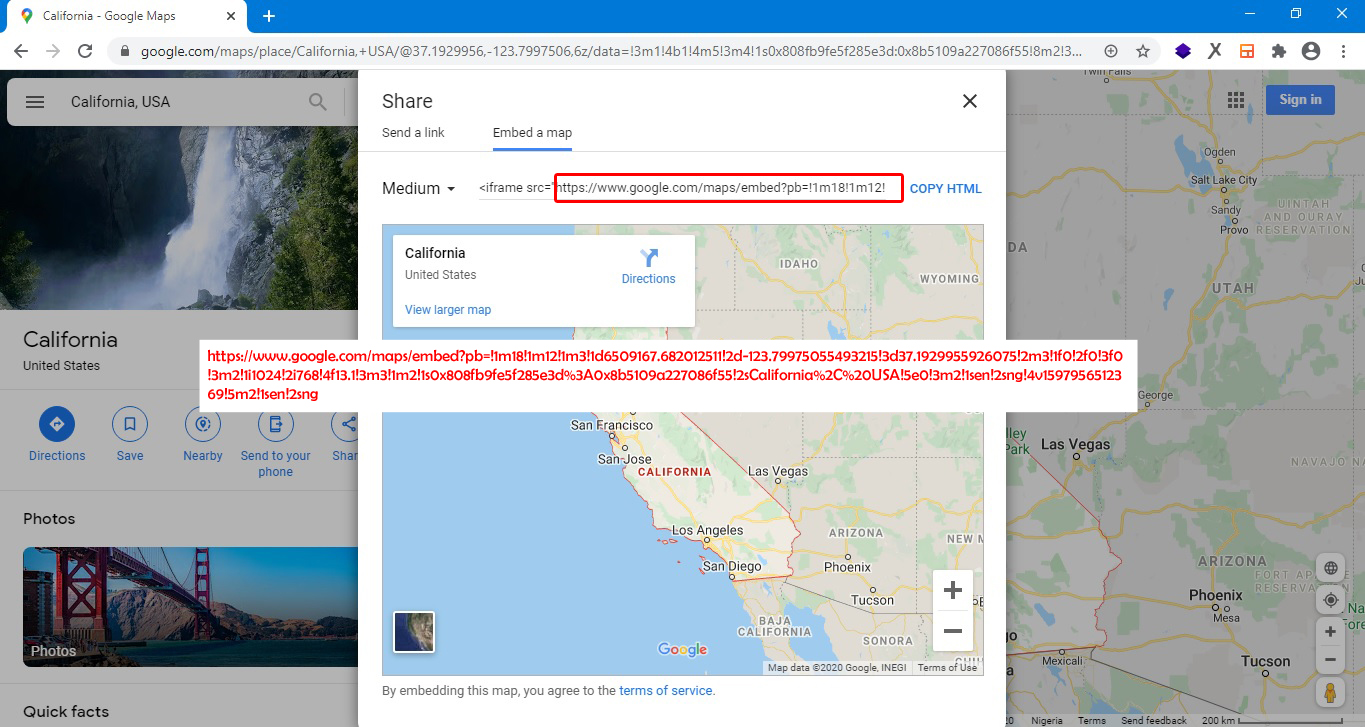 California - Google Maps
google.com/maps/place/California,+USA/@37.1929956,-123.7997506,6z/data=!3m1!4b1!4m5!3m4!1s0x808fb9fe5f285e3d:0x8b5109a227086f55!8m2!3...
California, USA
California
United States
Directions
Save
Nearby
Send to your
phone
Shar
Photos
Photos
Quick facts
Share
Send a link
Embed a map
Medium
<iframe src="https://www.google.com/maps/embed?pb=!1m18!1m12!
COPY HTML
California
United States
Directions
View larger map
IDAHO
WYOMING
https://www.google.com/maps/embed?pb=!1m18!1m12!1m3!1d6509167.682012511!2d-123.79975055493215!3d37.1929955926075!2m3!1f0!2f0!3f0
!3m2!1i1024!2i768!4f13.1!3m3!1m2!1s0x808fb9fe5f285e3d%3A0x8b5109a227086f55!2sCalifornia%2C%20USA!5e0!3m2!1sen!2sng!4v15979565123
69!5m2!1sen!2sng
San Francisco
San Jose
CALIFORNIA
Las Vegas
Los Angeles
ARIZONA
NEW M
San Diego
Phoenix
Tucson
BAJA
CALIFORNIA
SONORA
Google
Map data ©2020 Google, INEGI
Terms of Use
By embedding this map, you agree to the terms of service.
Sign in
Twin Falls
Ogden
Salt Lake City
Sandy
Provo
UINTAH
AND OURAY
RESERVATION
DA
UTAH
George
lley
Park
Las Vegas
NAVAJO N
ARIZONA
FORT AP
RESERVA
Phoenix
Mesa
Na
Fore
Mexicali
Tucson
Nigeria
Terms
Send feedback
200 km